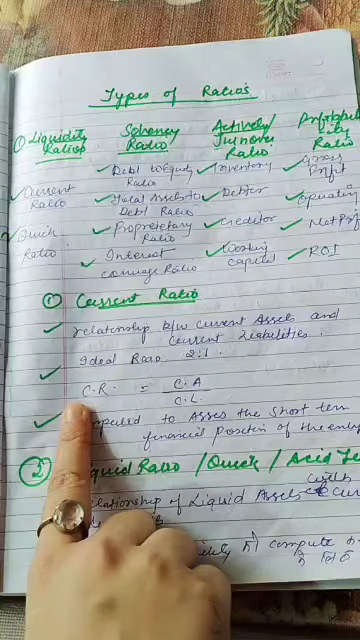 Types of Ratios
① Liquidity Ratios
Solvency Ratio
Activity/ Turnover Ratio
Profitability Ratio
✓ Current Ratio
✓ Quick Ratio
✓ Debt to equity Ratio
✓ Total Assets to Debt Ratio
✓ Proprietary Ratio
✓ Interest coverage Ratio
✓ Inventory
✓ Debtor
✓ Creditor
✓ Working capital
✓ Gross Profit
✓ Operating
✓ Net Prof
✓ ROI
① Current Ratio
✓ relationship b/w current Assets and
current liabilities.
✓ Ideal Ratio 2:1.
C.R. = C.A / C.L.
✓ to Asses the short term
financial position of the
② Liquid Ratio / Quick / Acid Te
relationship of Liquid Assets with cur
compute